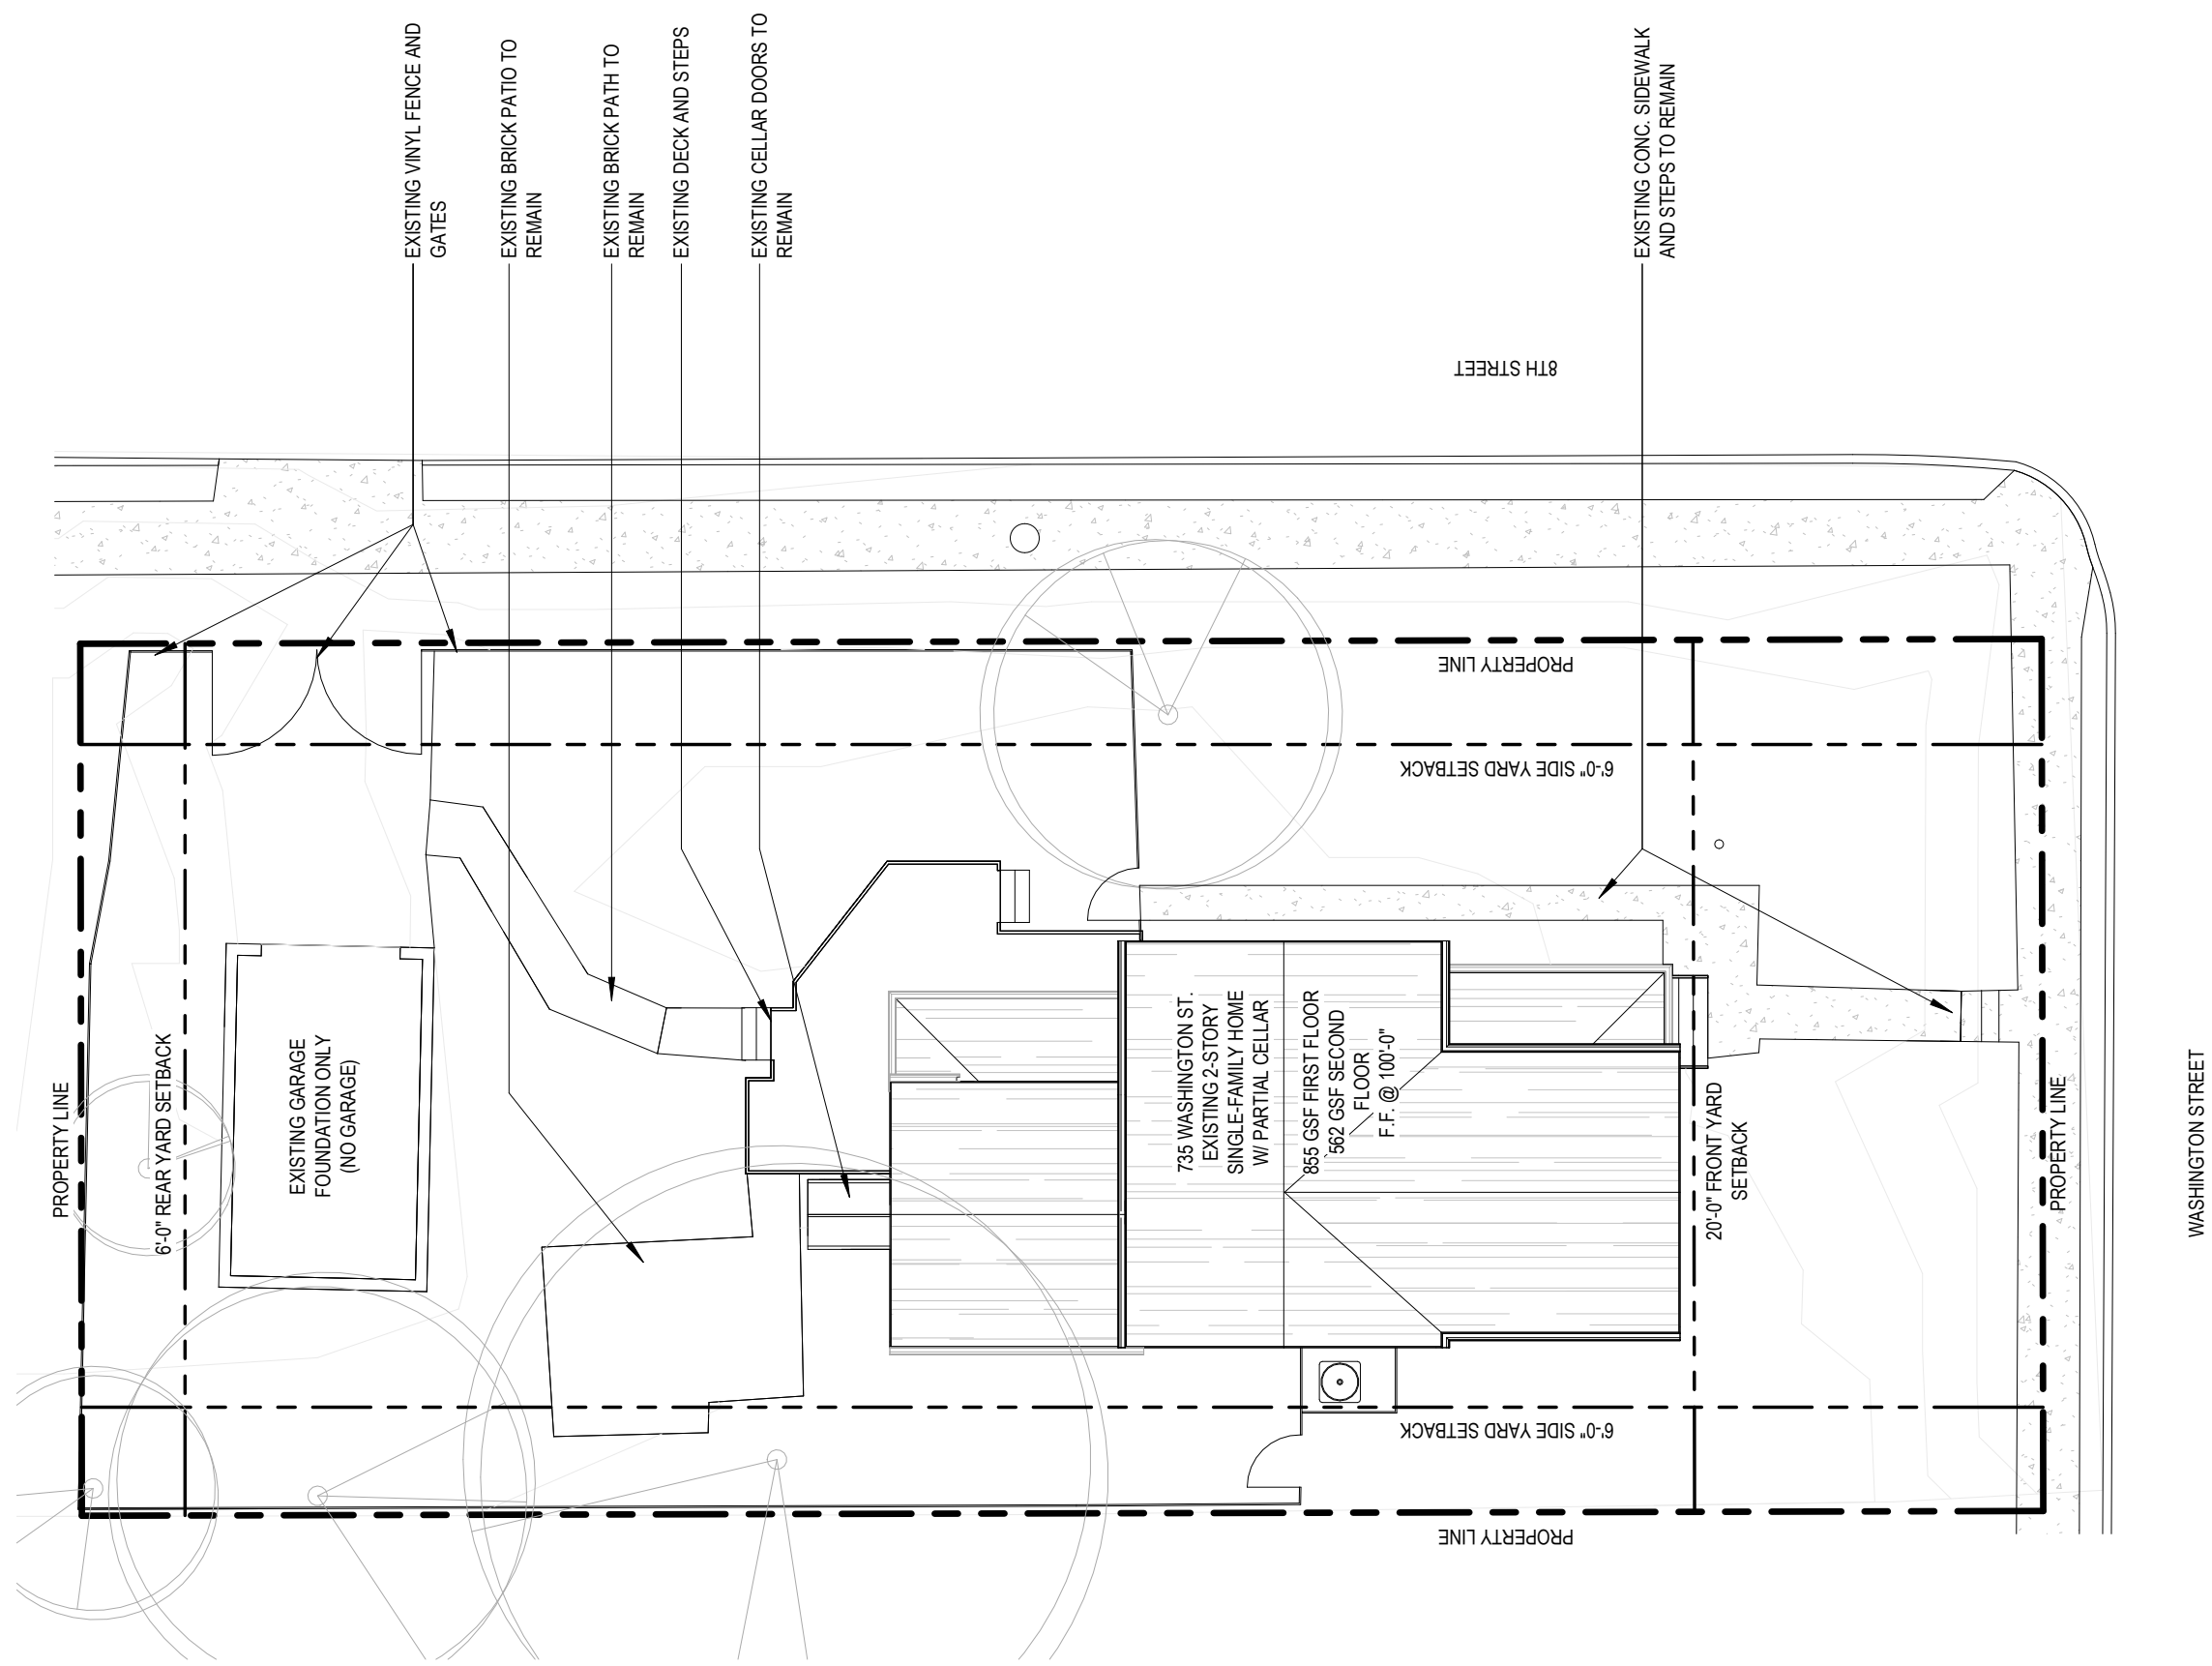 EXISTING VINYL FENCE AND
GATES
EXISTING BRICK PATIO TO
REMAIN
EXISTING BRICK PATH TO
REMAIN
EXISTING DECK AND STEPS
EXISTING CELLAR DOORS TO
REMAIN
EXISTING CONC. SIDEWALK
AND STEPS TO REMAIN
8TH STREET
PROPERTY LINE
6'-0" SIDE YARD SETBACK
PROPERTY LINE
6'-0" REAR YARD SETBACK
EXISTING GARAGE
FOUNDATION ONLY
(NO GARAGE)
735 WASHINGTON ST.
EXISTING 2-STORY
SINGLE-FAMILY HOME
W/ PARTIAL CELLAR
855 GSF FIRST FLOOR
562 GSF SECOND
FLOOR
F.F. @ 100'-0"
20'-0" FRONT YARD
SETBACK
PROPERTY LINE
WASHINGTON STREET
6'-0" SIDE YARD SETBACK
PROPERTY LINE